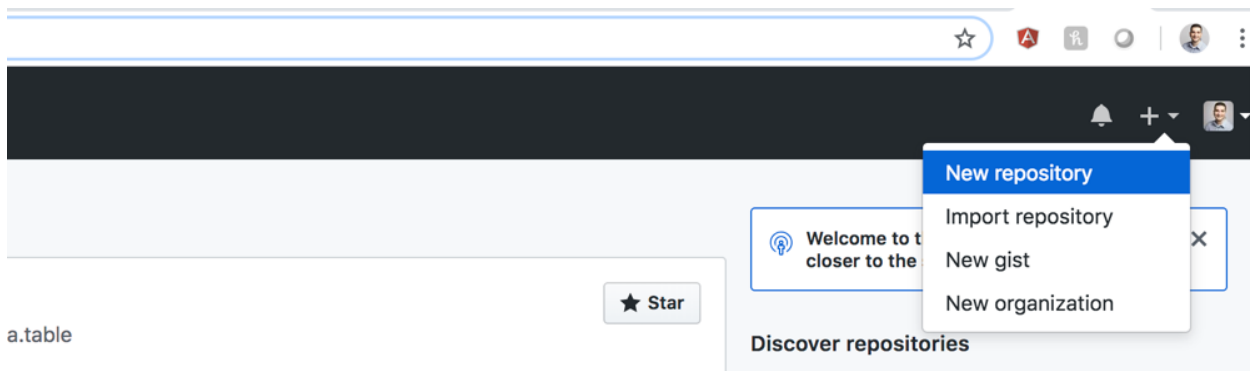 New repository
Import repository
New gist
New organization
Welcome to t
closer to the
Star
a.table
Discover repositories